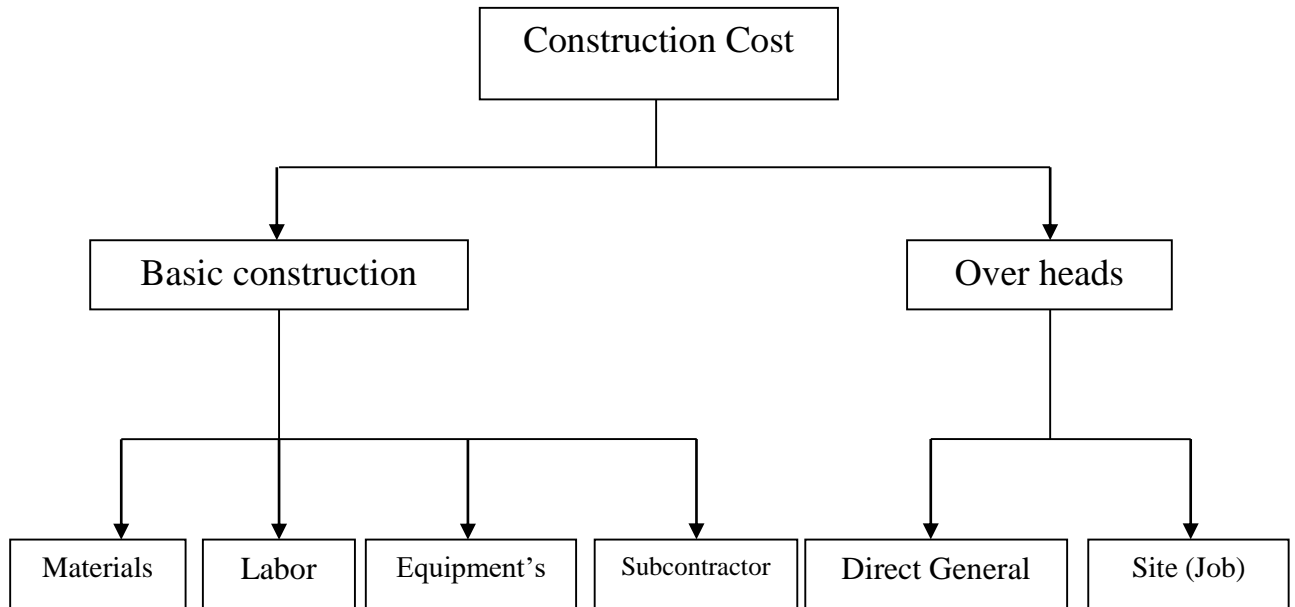 Construction Cost
Basic construction
Over heads
Materials
Labor
Equipment’s
Subcontractor
Direct General
Site (Job)